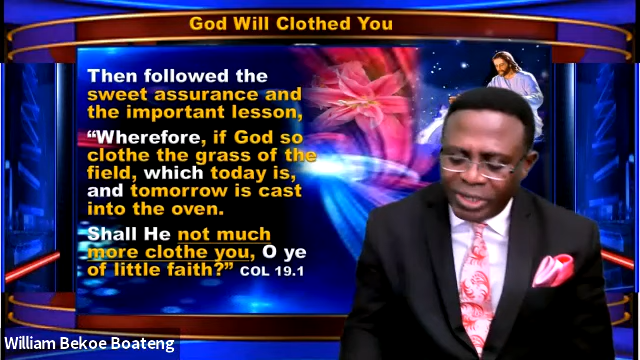 God Will Clothed You
Then followed the
sweet assurance and
the important lesson,
“Wherefore, if God so
clothe the grass of the
field, which today is,
and tomorrow is cast
into the oven.
Shall He not much
more clothe you, O ye
of little faith?” COL 19.1
William Bekoe Boateng